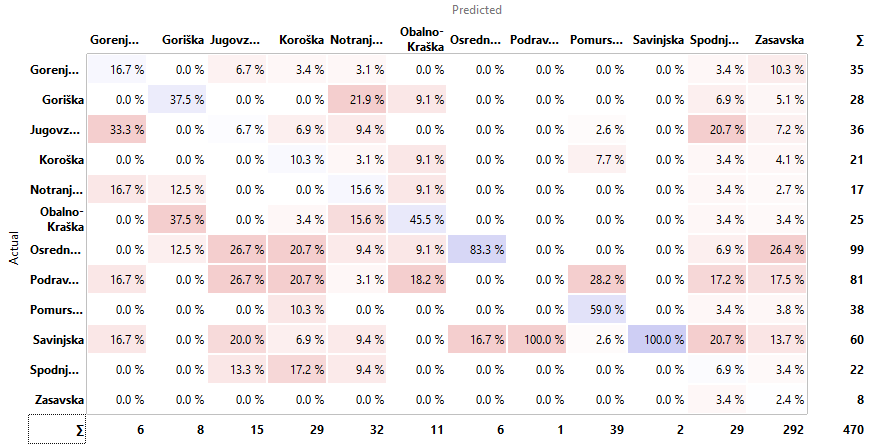 Predicted
Gorenj... Goriška Jugovz... Koroška Notranj... Obalno-Kraška Osredn... Podrav... Pomurs... Savinjska Spodnj... Zasavska Σ
Actual
Gorenj... 16.7 % 0.0 % 6.7 % 3.4 % 3.1 % 0.0 % 0.0 % 0.0 % 0.0 % 0.0 % 3.4 % 10.3 % 35
Goriška 0.0 % 37.5 % 0.0 % 0.0 % 21.9 % 9.1 % 0.0 % 0.0 % 0.0 % 0.0 % 6.9 % 5.1 % 28
Jugovz... 33.3 % 0.0 % 6.7 % 6.9 % 9.4 % 0.0 % 0.0 % 0.0 % 2.6 % 0.0 % 20.7 % 7.2 % 36
Koroška 0.0 % 0.0 % 0.0 % 10.3 % 3.1 % 9.1 % 0.0 % 0.0 % 7.7 % 0.0 % 3.4 % 4.1 % 21
Notranj... 16.7 % 12.5 % 0.0 % 0.0 % 15.6 % 9.1 % 0.0 % 0.0 % 0.0 % 0.0 % 3.4 % 2.7 % 17
Obalno-Kraška 0.0 % 37.5 % 0.0 % 3.4 % 15.6 % 45.5 % 0.0 % 0.0 % 0.0 % 0.0 % 3.4 % 3.4 % 25
Osredn... 0.0 % 12.5 % 26.7 % 20.7 % 9.4 % 9.1 % 83.3 % 0.0 % 0.0 % 0.0 % 6.9 % 26.4 % 99
Podrav... 16.7 % 0.0 % 26.7 % 20.7 % 3.1 % 18.2 % 0.0 % 0.0 % 28.2 % 0.0 % 17.2 % 17.5 % 81
Pomurs... 0.0 % 0.0 % 0.0 % 10.3 % 0.0 % 0.0 % 0.0 % 0.0 % 59.0 % 0.0 % 3.4 % 3.8 % 38
Savinjska 16.7 % 0.0 % 20.0 % 6.9 % 9.4 % 0.0 % 16.7 % 100.0 % 2.6 % 100.0 % 20.7 % 13.7 % 60
Spodnj... 0.0 % 0.0 % 13.3 % 17.2 % 9.4 % 0.0 % 0.0 % 0.0 % 0.0 % 0.0 % 6.9 % 3.4 % 22
Zasavska 0.0 % 0.0 % 0.0 % 0.0 % 0.0 % 0.0 % 0.0 % 0.0 % 0.0 % 0.0 % 3.4 % 2.4 % 8
Σ 6 8 15 29 32 11 6 1 39 2 29 292 470